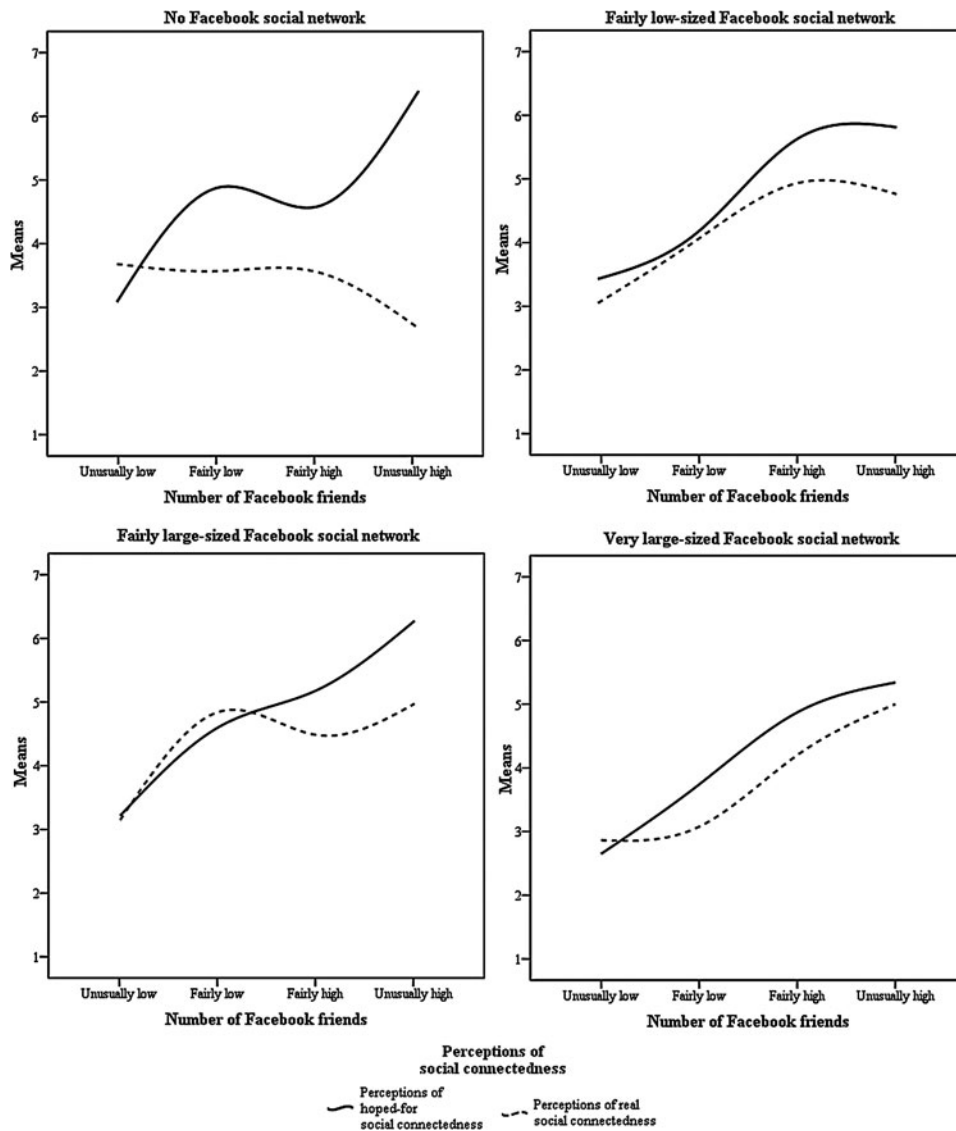 No Facebook social network
7
6
5
4
3
2
1
Means
Unusually low Fairly low Fairly high Unusually high
Number of Facebook friends
Fairly low-sized Facebook social network
7
6
5
4
3
2
1
Means
Unusually low Fairly low Fairly high Unusually high
Number of Facebook friends
Fairly large-sized Facebook social network
7
6
5
4
3
2
1
Means
Unusually low Fairly low Fairly high Unusually high
Number of Facebook friends
Very large-sized Facebook social network
7
6
5
4
3
2
1
Means
Unusually low Fairly low Fairly high Unusually high
Number of Facebook friends
Perceptions of
social connectedness
Perceptions of
hoped-for
social connectedness
Perceptions of real
social connectedness